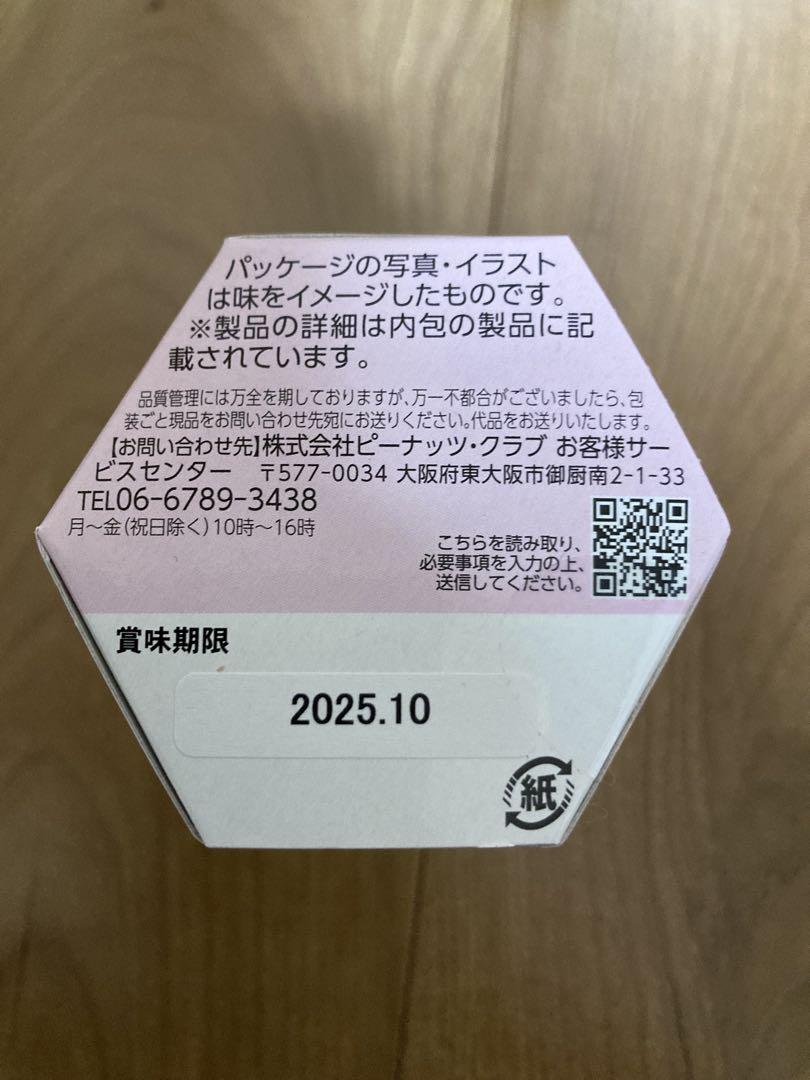 パッケージの写真・イラスト
は味をイメージしたものです。
※製品の詳細は内包の製品に記
載されています。
品質管理には万全を期しておりますが、万一不都合がございましたら、包
装ごと現品をお問い合わせ先宛にお送りください。代品をお送りいたします。
【お問い合わせ先】株式会社ピーナッツ・クラブ お客様サー
ビスセンター 〒577-0034 大阪府東大阪市御厨南2-1-33
TEL06-6789-3438
月〜金(祝日除く)10時〜16時
こちらを読み取り、
必要事項を入力の上、
送信してください。
賞味期限
2025.10
紙